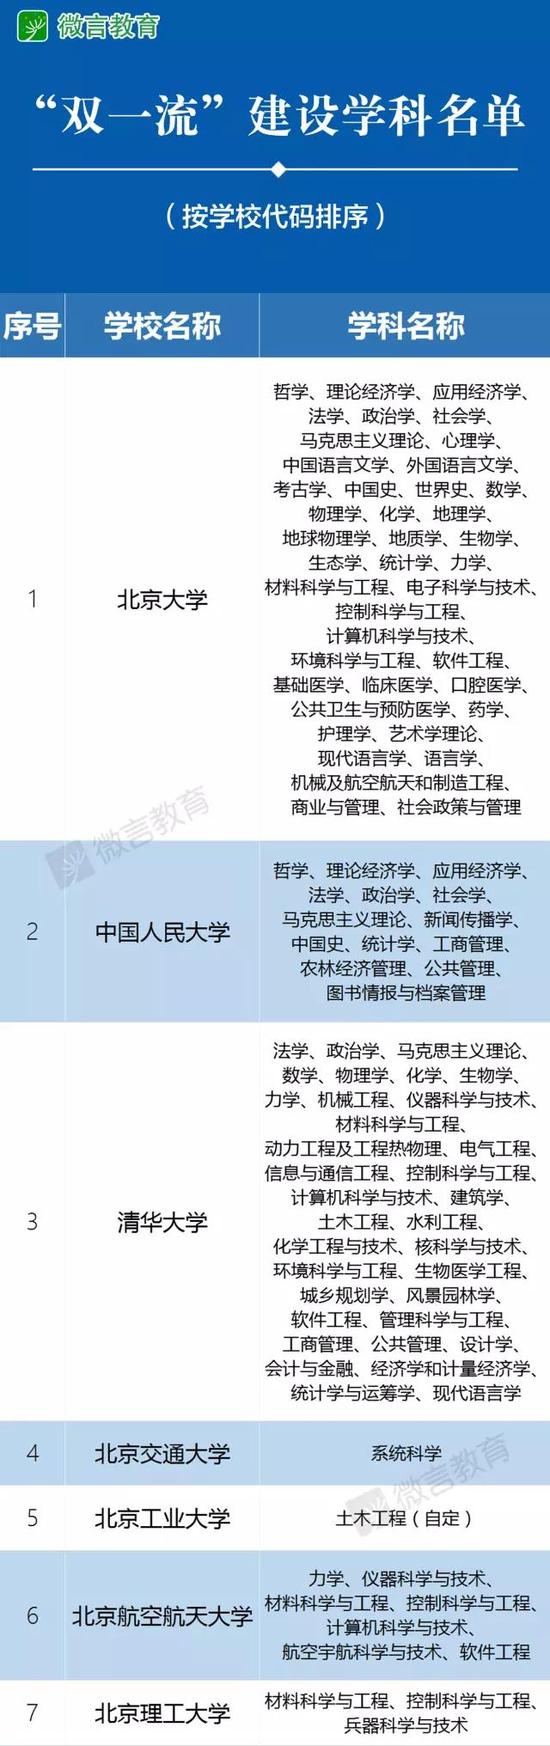 微言教育
“双一流”建设学科名单
（按学校代码排序）
序号 学校名称 学科名称
1 北京大学
哲学、理论经济学、应用经济学、
法学、政治学、社会学、
马克思主义理论、心理学、
中国语言文学、外国语言文学、
考古学、中国史、世界史、数学、
物理学、化学、地理学、
地球物理学、地质学、生物学、
生态学、统计学、力学、
材料科学与工程、电子科学与技术、
控制科学与工程、
计算机科学与技术、
环境科学与工程、软件工程、
基础医学、临床医学、口腔医学、
公共卫生与预防医学、药学、
护理学、艺术学理论、
现代语言学、语言学、
机械及航空航天和制造工程、
商业与管理、社会政策与管理
微言教育
2 中国人民大学
哲学、理论经济学、应用经济学、
法学、政治学、社会学、
马克思主义理论、新闻传播学、
中国史、统计学、工商管理、
农林经济管理、公共管理、
图书情报与档案管理
3 清华大学
法学、政治学、马克思主义理论、
数学、物理学、化学、生物学、
力学、机械工程、仪器科学与技术、
材料科学与工程、
动力工程及工程热物理、电气工程、
信息与通信工程、控制科学与工程、
计算机科学与技术、建筑学、
土木工程、水利工程、
化学工程与技术、核科学与技术、
环境科学与工程、生物医学工程、
城乡规划学、风景园林学、
软件工程、管理科学与工程、
工商管理、公共管理、设计学、
会计与金融、经济学和计量经济学、
统计学与运筹学、现代语言学
4 北京交通大学 系统科学
微言教育
5 北京工业大学 土木工程（自定）
6 北京航空航天大学
力学、仪器科学与技术、
材料科学与工程、控制科学与工程、
计算机科学与技术、
航空宇航科学与技术、软件工程
7 北京理工大学
材料科学与工程、控制科学与工程、
兵器科学与技术